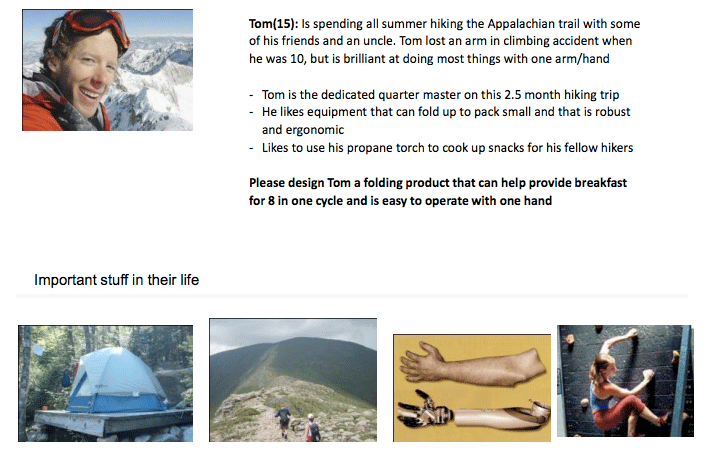 Tom(15): Is spending all summer hiking the Appalachian trail with some
of his friends and an uncle. Tom lost an arm in climbing accident when
he was 10, but is brilliant at doing most things with one arm/hand
- Tom is the dedicated quarter master on this 2.5 month hiking trip
- He likes equipment that can fold up to pack small and that is robust
and ergonomic
- Likes to use his propane torch to cook up snacks for his fellow hikers
Please design Tom a folding product that can help provide breakfast
for 8 in one cycle and is easy to operate with one hand
Important stuff in their life